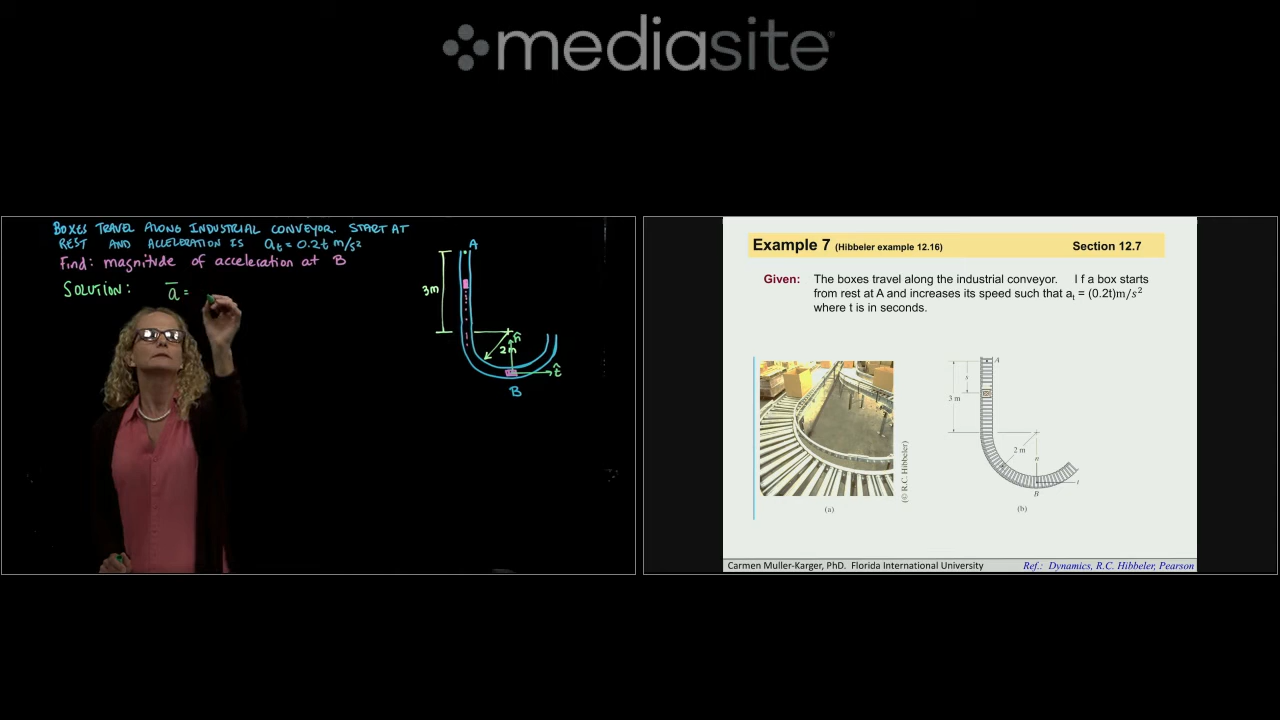 mediasite
BOXES TRAVEL ALONG INDUSTRIAL CONVEYOR. START AT
REST AND ACCELERATION IS at = 0.2t m/s²
Find: magnitude of acceleration at B
SOLUTION: a̅ =
A
3m
2m
n̂
t̂
B
Example 7 (Hibbeler example 12.16) Section 12.7
Given: The boxes travel along the industrial conveyor. I f a box starts
from rest at A and increases its speed such that at = (0.2t)m/s²
where t is in seconds.
A
s
3 m
2 m
n
t
B
(© R.C. Hibbeler)
(a)
(b)
Carmen Muller-Karger, PhD. Florida International University
Ref.: Dynamics, R.C. Hibbeler, Pearson